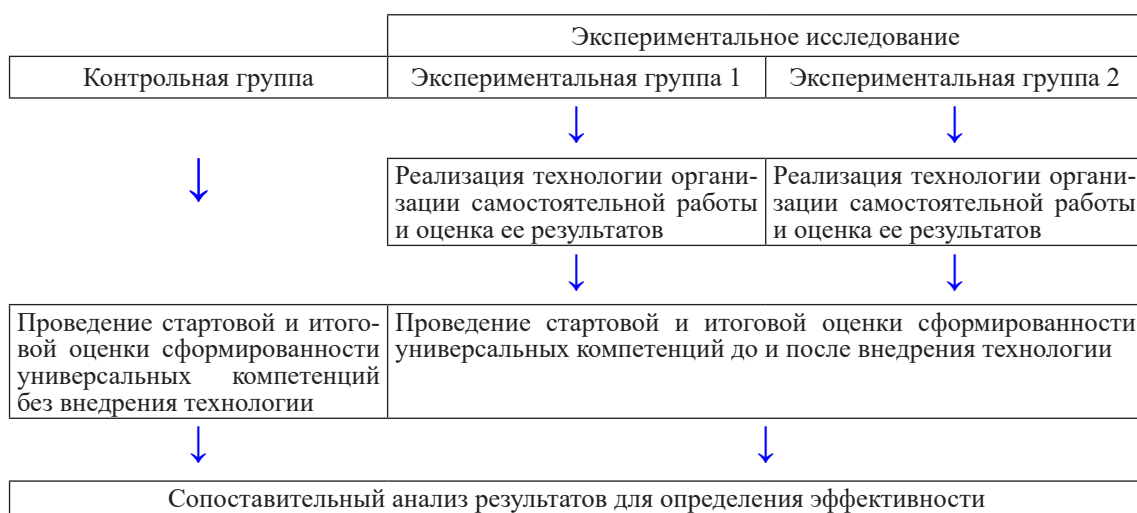 Экспериментальное исследование
Контрольная группа
Экспериментальная группа 1
Экспериментальная группа 2
Реализация технологии органи-
зации самостоятельной работы
и оценка ее результатов
Реализация технологии органи-
зации самостоятельной работы
и оценка ее результатов
Проведение стартовой и итого-
вой оценки сформированности
универсальных компетенций
без внедрения технологии
Проведение стартовой и итоговой оценки сформированности
универсальных компетенций до и после внедрения технологии
Сопоставительный анализ результатов для определения эффективности